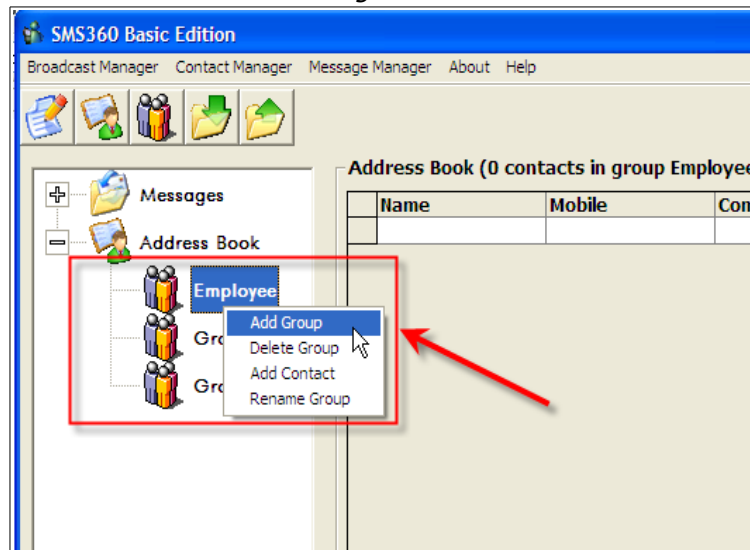 SMS360 Basic Edition
Broadcast Manager Contact Manager Message Manager About Help
Address Book (0 contacts in group Employee
Name Mobile
Messages
Address Book
Employee
Add Group
Delete Group
Add Contact
Rename Group